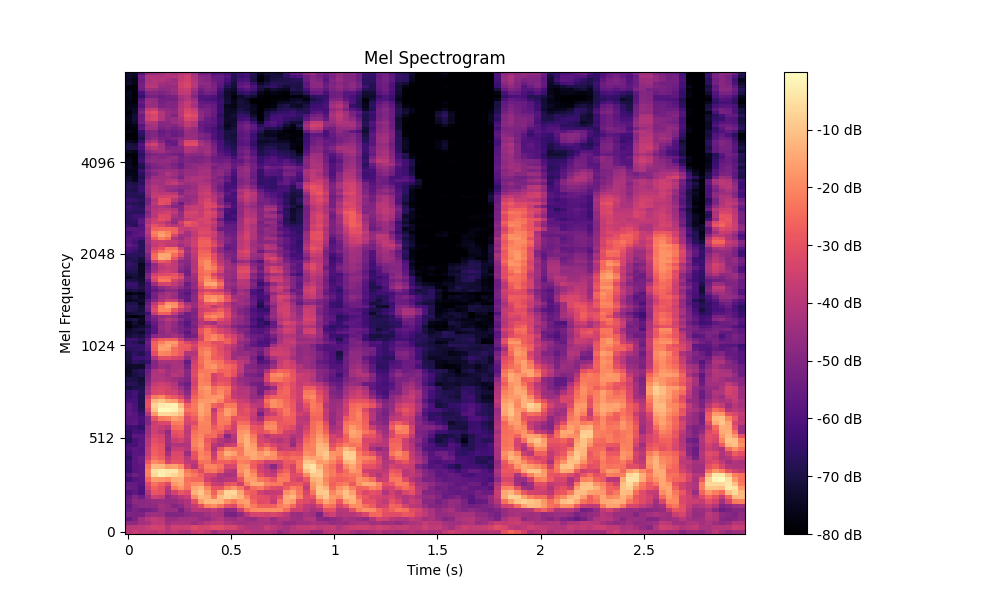 Mel Spectrogram
Mel Frequency
4096
2048
1024
512
0
0
0.5
1
1.5
2
2.5
Time (s)
-10 dB
-20 dB
-30 dB
-40 dB
-50 dB
-60 dB
-70 dB
-80 dB